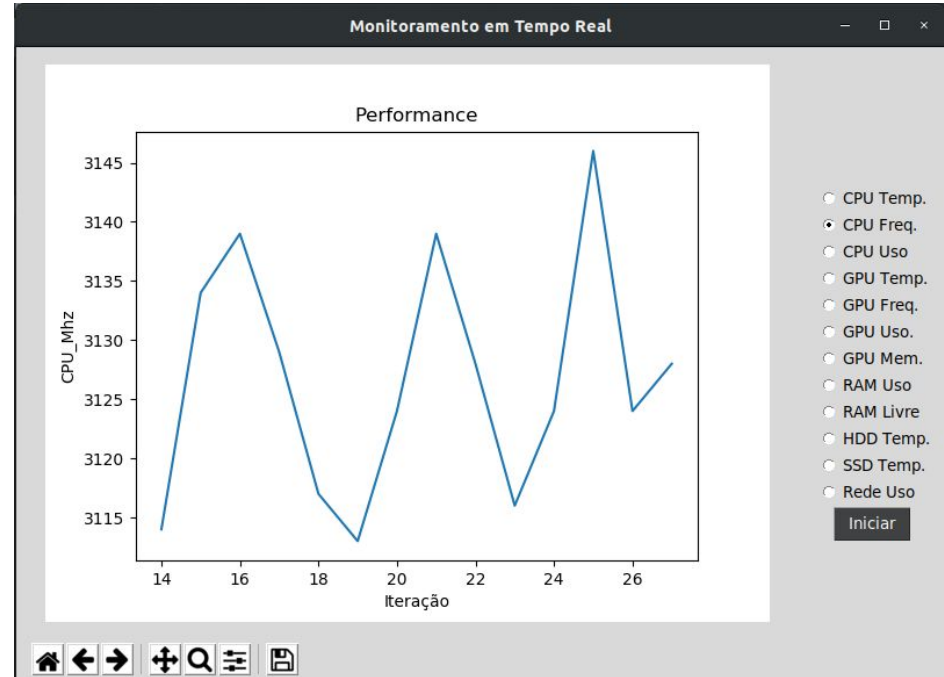 Monitoramento em Tempo Real
Performance
3145
3140
3135
3130
3125
3120
3115
CPU_Mhz
14 16 18 20 22 24 26
Iteração
CPU Temp.
CPU Freq.
CPU Uso
GPU Temp.
GPU Freq.
GPU Uso.
GPU Mem.
RAM Uso
RAM Livre
HDD Temp.
SSD Temp.
Rede Uso
Iniciar